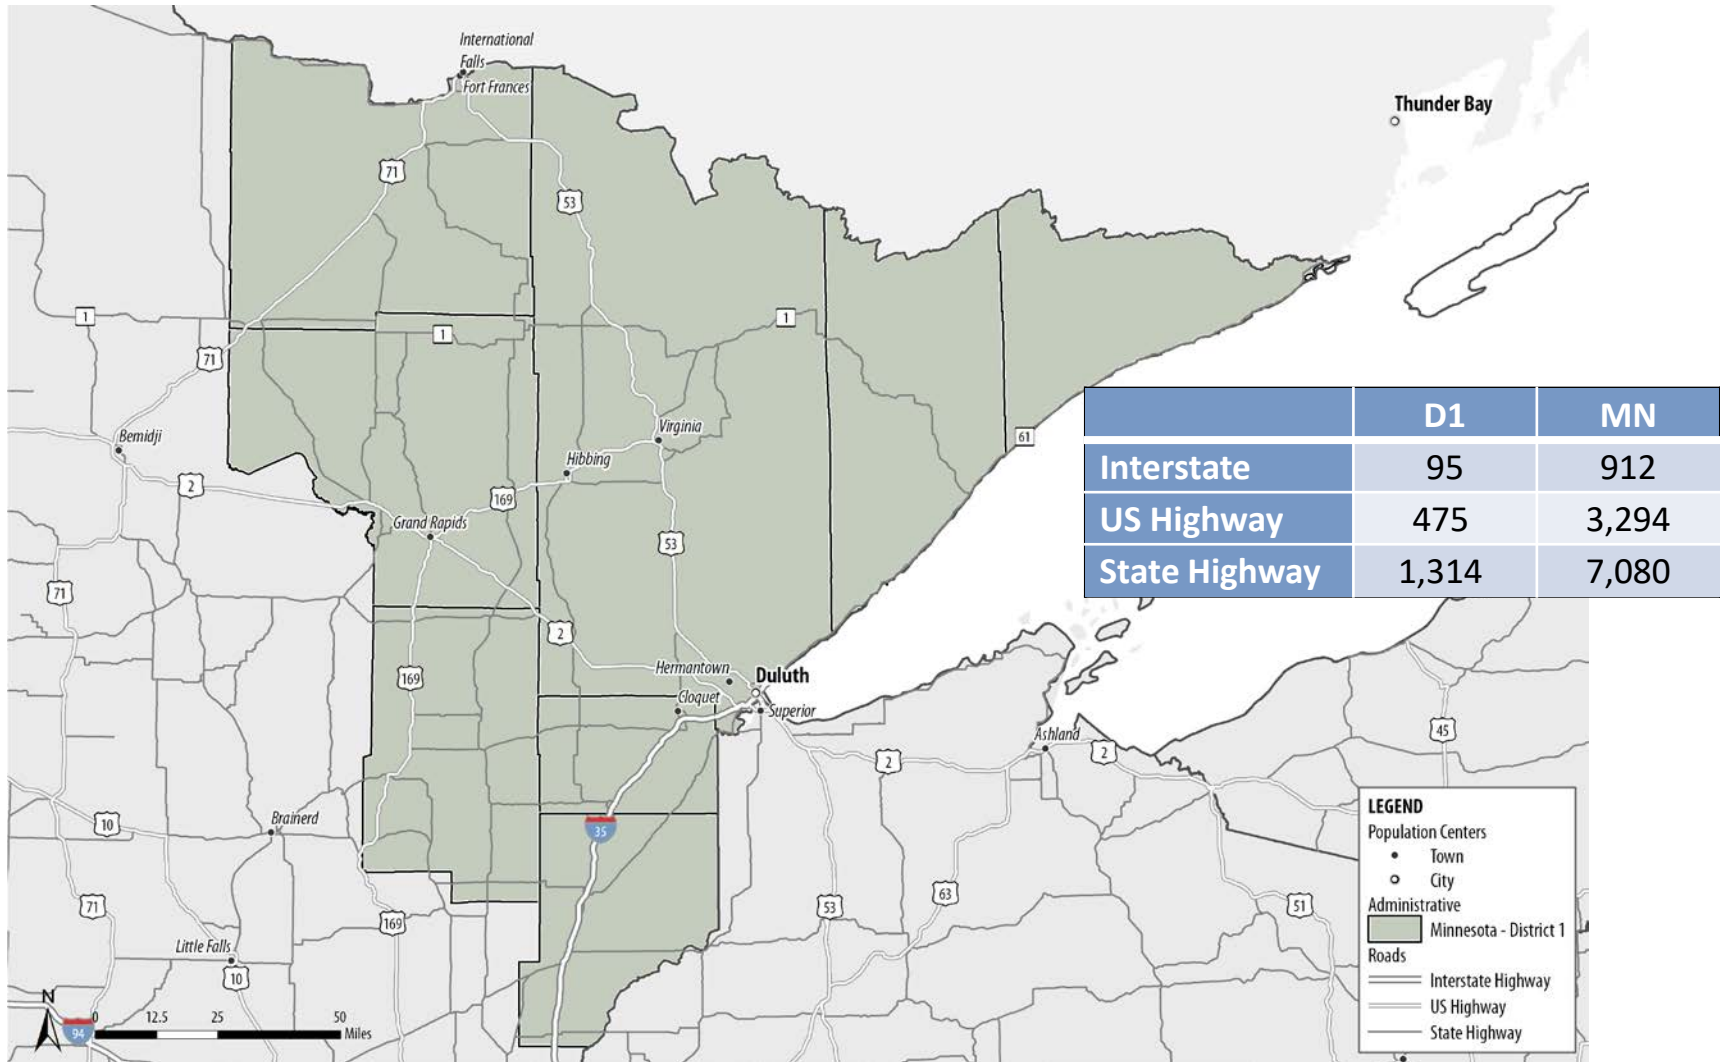 International
Falls
Fort Frances
Thunder Bay
71
53
1
1
1
71
Bemidji
Virginia
61
Hibbing
2
169
Grand Rapids
53
71
2
Hermantown
Duluth
169
Cloquet
Superior
Ashland
45
2
2
10
Brainerd
35
71
63
53
51
169
Little Falls
10
N
94
0 12.5 25 50
Miles
D1 MN
Interstate 95 912
US Highway 475 3,294
State Highway 1,314 7,080
LEGEND
Population Centers
Town
City
Administrative
Minnesota - District 1
Roads
Interstate Highway
US Highway
State Highway